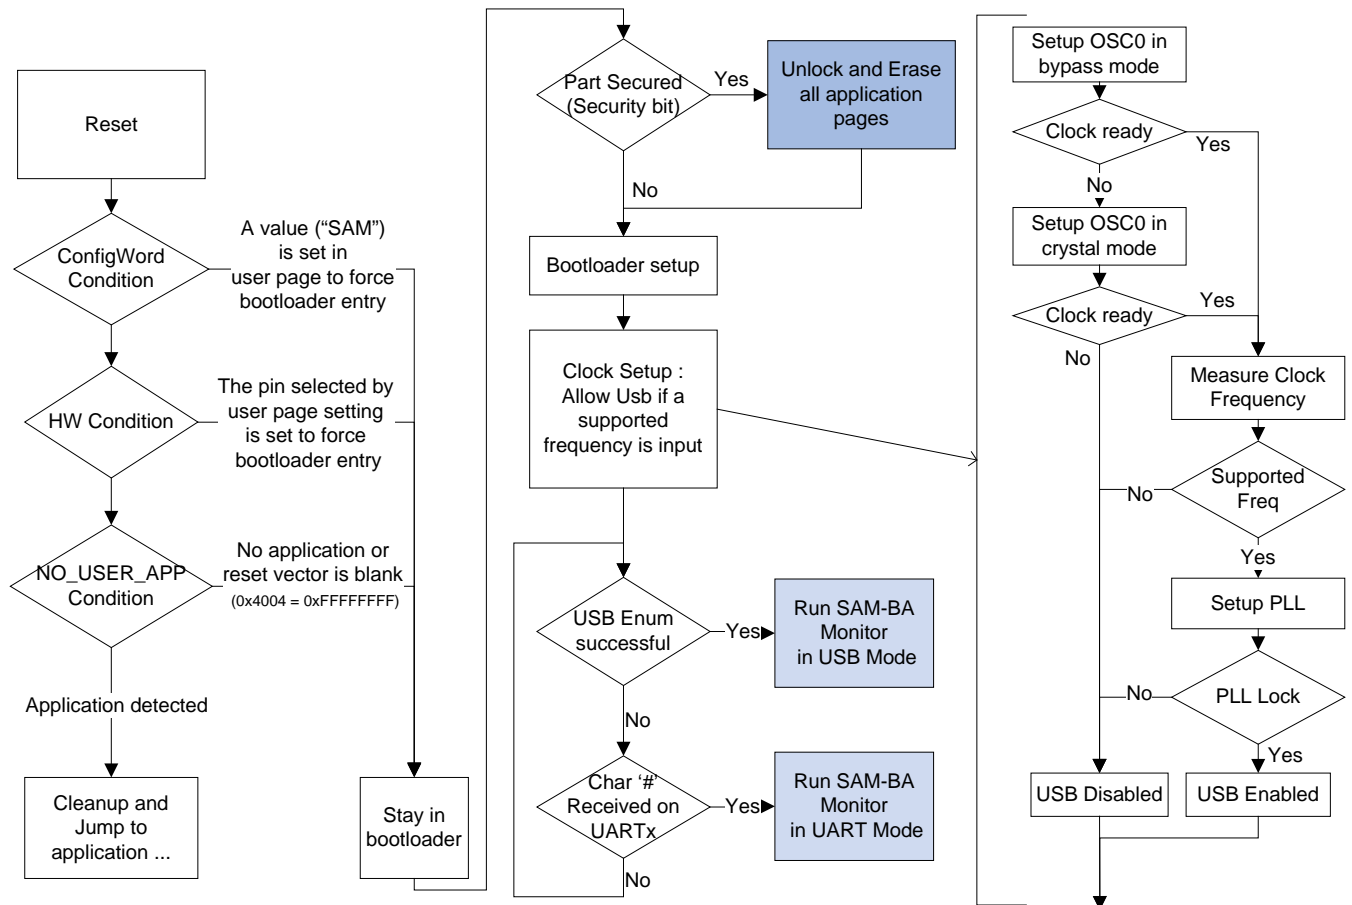 Reset
ConfigWord
Condition
A value (“SAM”)
is set in
user page to force
bootloader entry
HW Condition
The pin selected by
user page setting
is set to force
bootloader entry
NO_USER_APP
Condition
No application or
reset vector is blank
(0x4004 = 0xFFFFFFFF)
Application detected
Cleanup and
Jump to
application ...
Stay in
bootloader
Part Secured
(Security bit)
Yes
Unlock and Erase
all application
pages
No
Bootloader setup
Clock Setup :
Allow Usb if a
supported
frequency is input
USB Enum
successful
Yes
Run SAM-BA
Monitor
in USB Mode
No
Char ‘#’
Received on
UARTx
Yes
Run SAM-BA
Monitor
in UART Mode
No
Setup OSC0 in
bypass mode
Clock ready
Yes
No
Setup OSC0 in
crystal mode
Clock ready
Yes
No
Measure Clock
Frequency
Supported
Freq
No
Yes
Setup PLL
PLL Lock
No
Yes
USB Disabled
USB Enabled